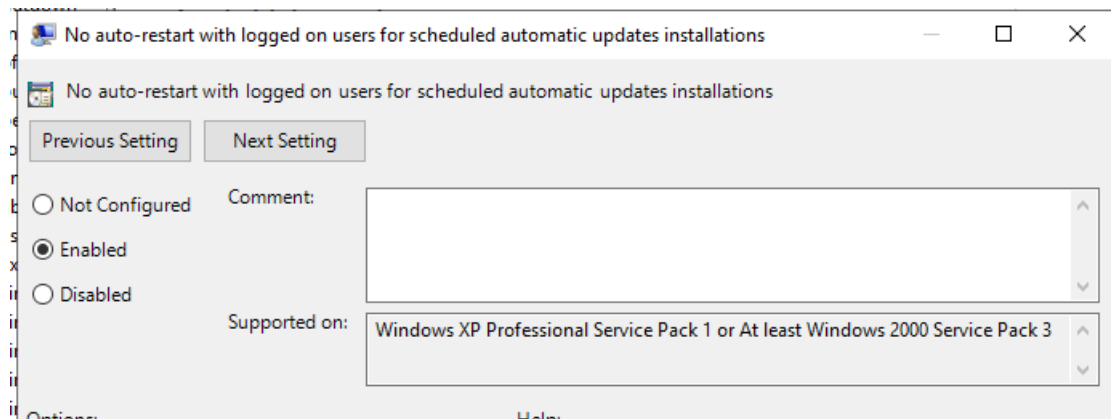 No auto-restart with logged on users for scheduled automatic updates installations
No auto-restart with logged on users for scheduled automatic updates installations
Previous Setting
Next Setting
Not Configured
Comment:
Enabled
Disabled
Supported on:
Windows XP Professional Service Pack 1 or At least Windows 2000 Service Pack 3
Options:
Help: